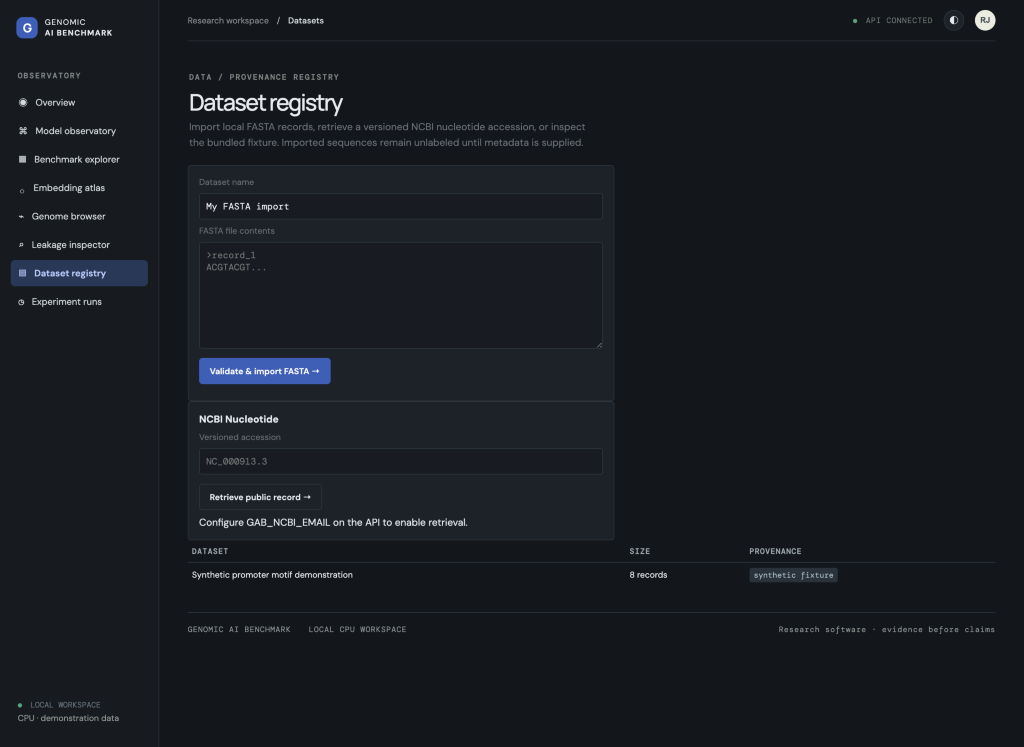 G
GENOMIC
AI BENCHMARK
OBSERVATORY
Overview
Model observatory
Benchmark explorer
Embedding atlas
Genome browser
Leakage inspector
Dataset registry
Experiment runs
LOCAL WORKSPACE
CPU · demonstration data
Research workspace / Datasets
API CONNECTED
RJ
DATA / PROVENANCE REGISTRY
Dataset registry
Import local FASTA records, retrieve a versioned NCBI nucleotide accession, or inspect
the bundled fixture. Imported sequences remain unlabeled until metadata is supplied.
Dataset name
My FASTA import
FASTA file contents
>record_1
ACGTACGT...
Validate & import FASTA →
NCBI Nucleotide
Versioned accession
NC_000913.3
Retrieve public record →
Configure GAB_NCBI_EMAIL on the API to enable retrieval.
DATASET SIZE PROVENANCE
Synthetic promoter motif demonstration 8 records synthetic fixture
GENOMIC AI BENCHMARK LOCAL CPU WORKSPACE Research software · evidence before claims